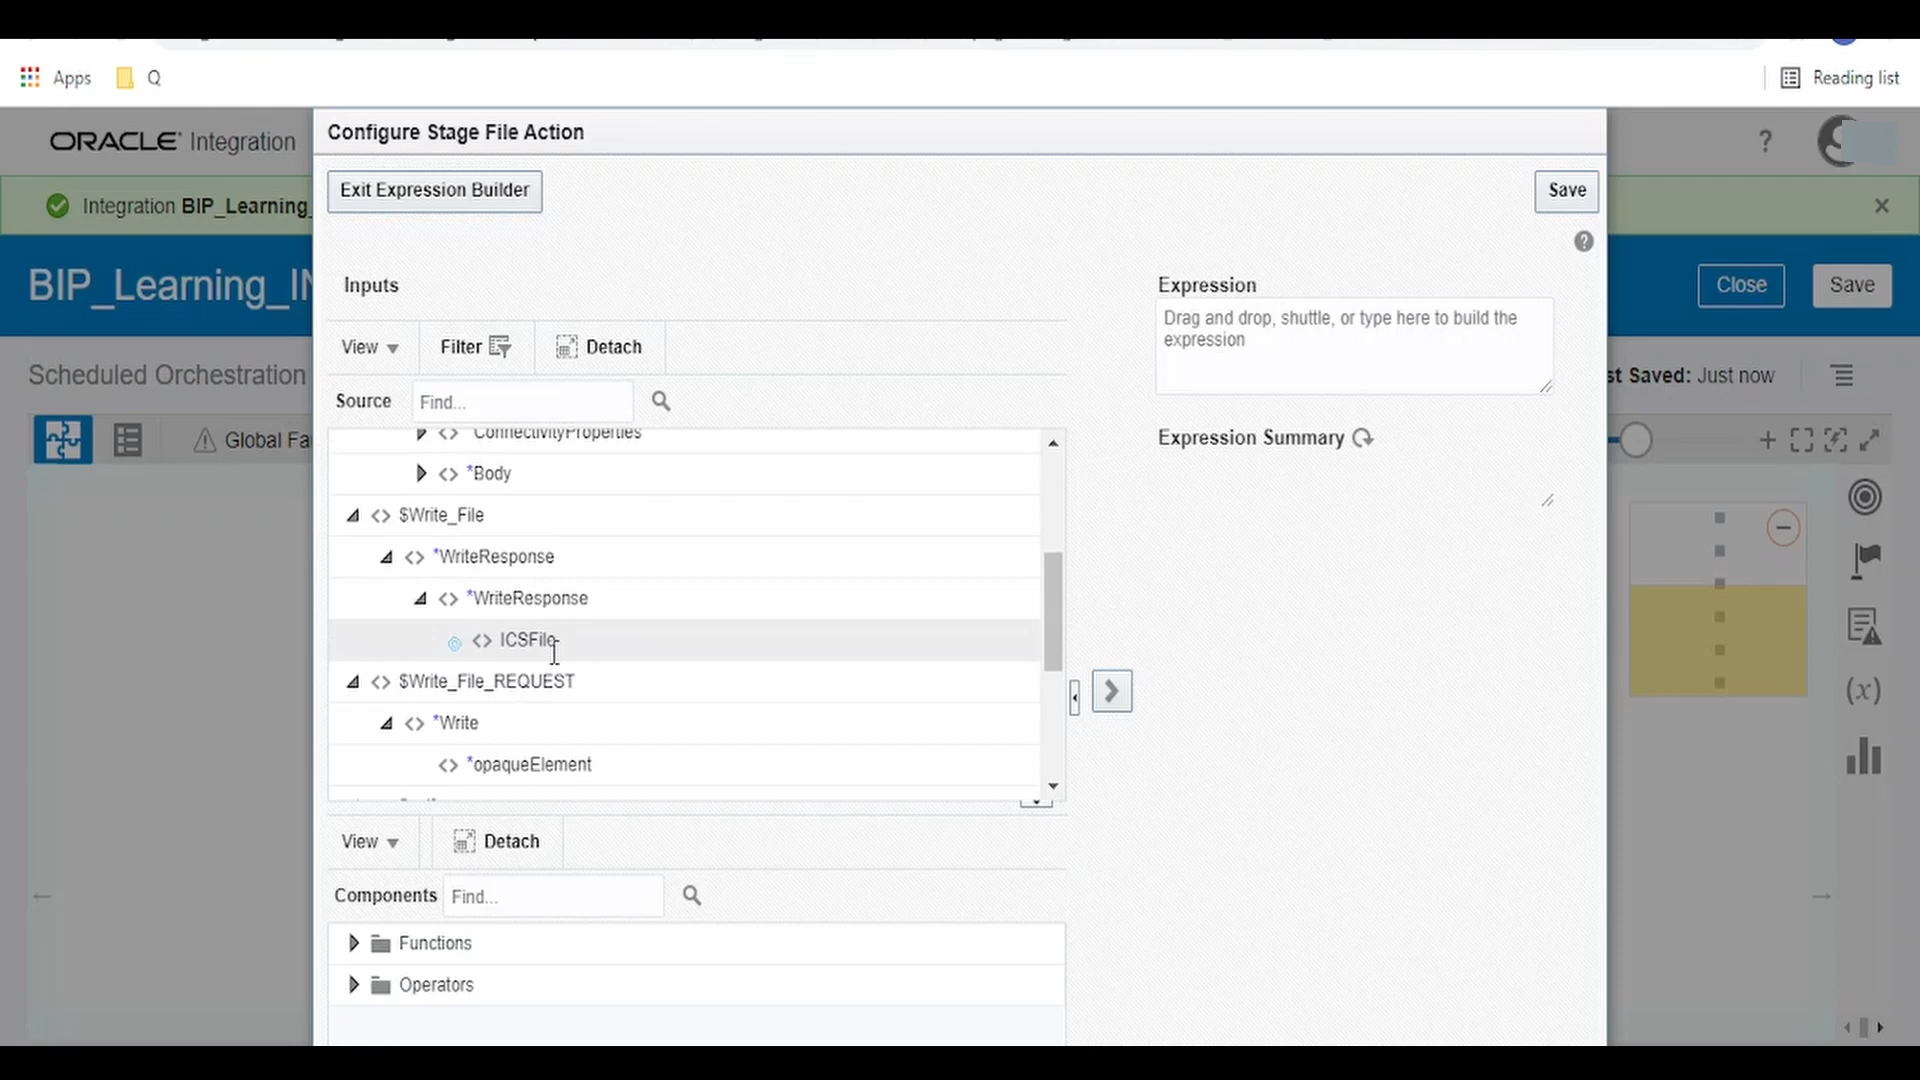 Apps Q Reading list
ORACLE Integration
Configure Stage File Action
?
Exit Expression Builder
Save
Integration BIP_Learning_
BIP_Learning_IN
Close
Save
Inputs
Expression
Drag and drop, shuttle, or type here to build the
expression
View Filter Detach
Scheduled Orchestration
st Saved: Just now
Source Find...
Global Fa
ConnectivityProperties
Expression Summary
*Body
$Write_File
*WriteResponse
*WriteResponse
ICSFile
$Write_File_REQUEST
*Write
(x)
*opaqueElement
View Detach
Components Find...
Functions
Operators